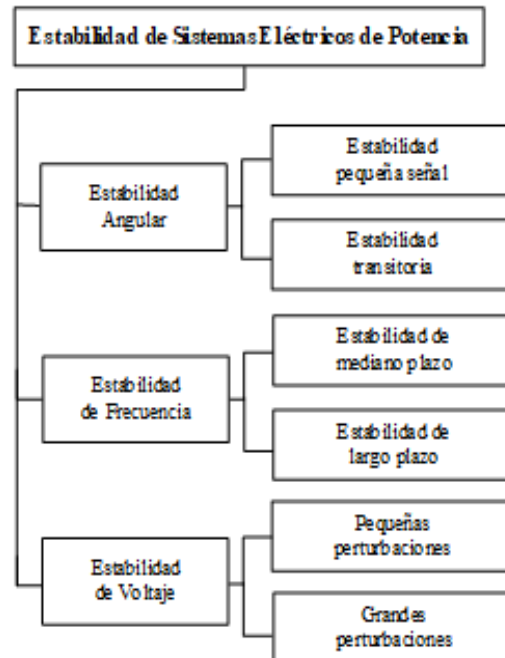 Estabilidad de Sistemas Eléctricos de Potencia
Estabilidad
pequeña señal
Estabilidad
Angular
Estabilidad
transitoria
Estabilidad de
mediano plazo
Estabilidad
de Frecuencia
Estabilidad de
largo plazo
Pequeñas
perturbaciones
Estabilidad
de Voltaje
Grandes
perturbaciones